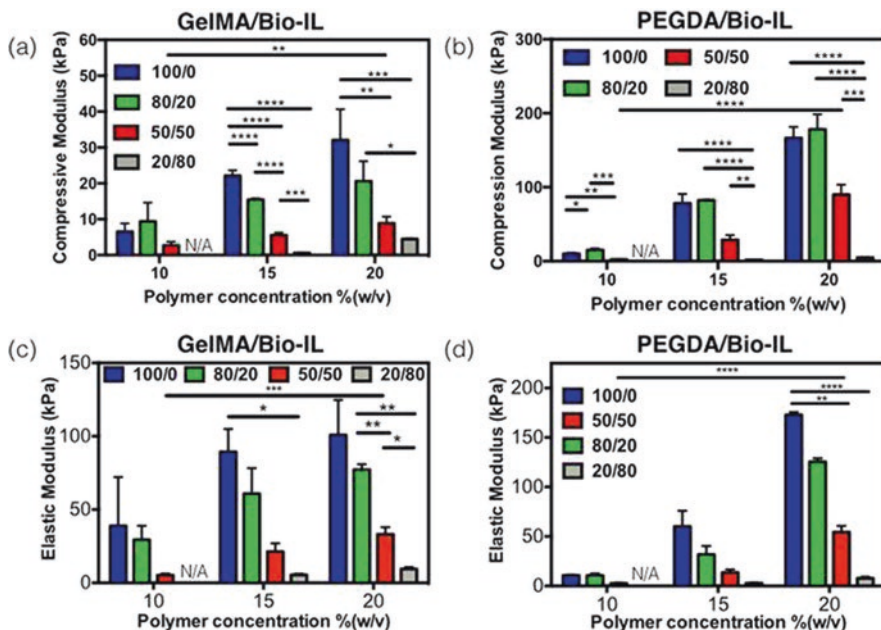 GelMA/Bio-IL
(a)
Compressive Modulus (kPa)
60
50
40
30
20
10
0
100/0
80/20
50/50
20/80
**
****
****
****
****
***
***
**
*
N/A
10 15 20
Polymer concentration %(w/v)
PEGDA/Bio-IL
(b)
Compression Modulus (kPa)
300
200
100
0
100/0 50/50
80/20 20/80
****
****
***
****
****
****
**
***
**
*
N/A
10 15 20
Polymer concentration %(w/v)
GelMA/Bio-IL
(c)
Elastic Modulus (kPa)
150
100
50
0
100/0 80/20 50/50 20/80
***
*
**
**
*
N/A
10 15 20
Polymer concentration %(w/v)
PEGDA/Bio-IL
(d)
Elastic Modulus (kPa)
200
150
100
50
0
100/0
50/50
80/20
20/80
****
****
**
N/A
10 15 20
Polymer concentration %(w/v)